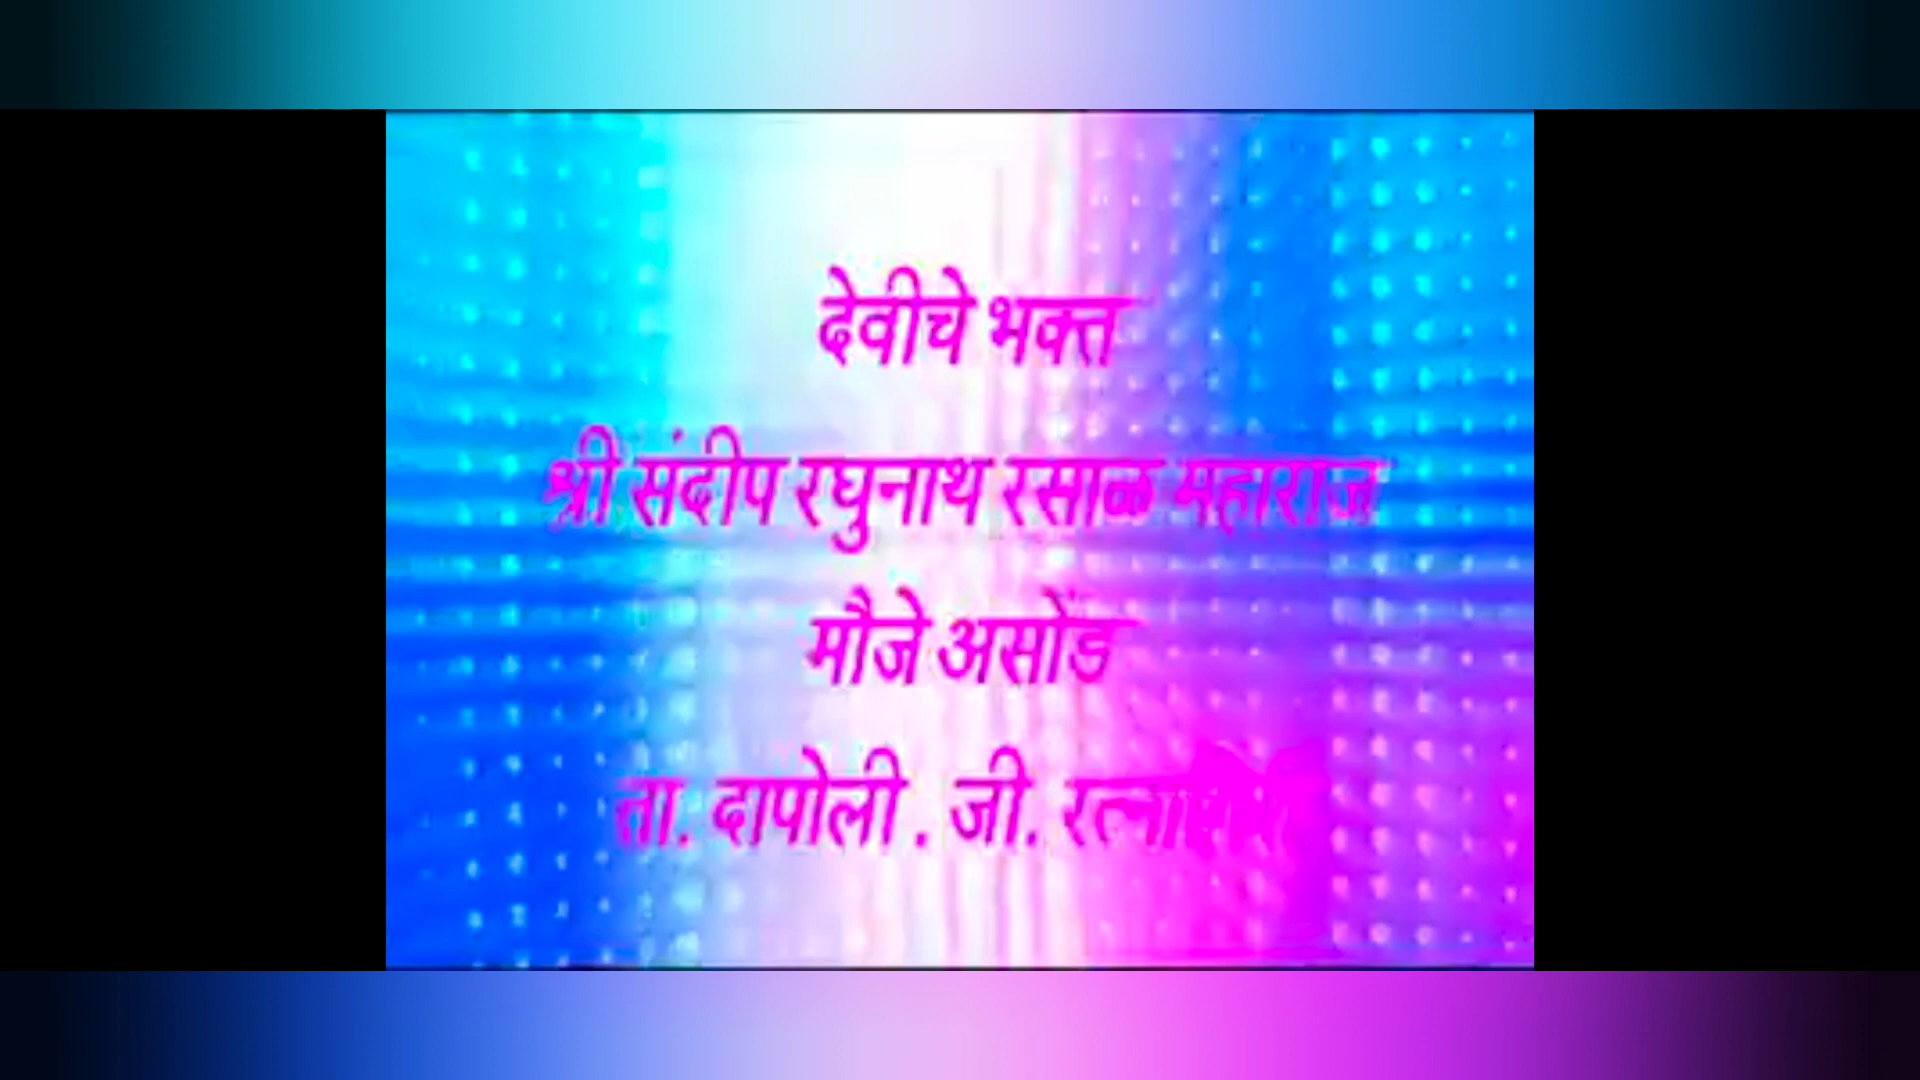 देवीचे भक्त
श्री संदीप रघुनाथ रसाळ महाराज
मौजे असोंड
ता. दापोली . जी.